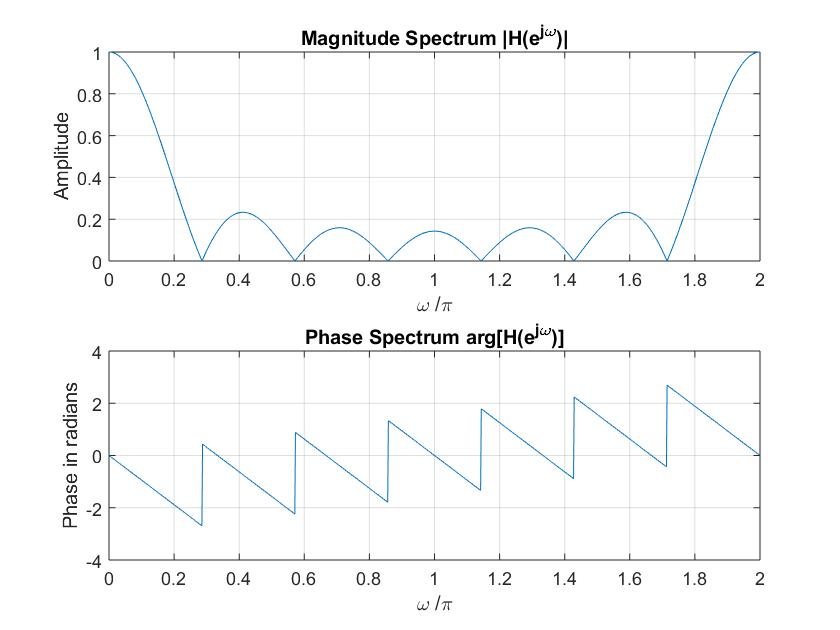 Magnitude Spectrum |H(e^jω)|
Amplitude
1
0.8
0.6
0.4
0.2
0
0 0.2 0.4 0.6 0.8 1 1.2 1.4 1.6 1.8 2
ω /π
Phase Spectrum arg[H(e^jω)]
Phase in radians
4
2
0
-2
-4
0 0.2 0.4 0.6 0.8 1 1.2 1.4 1.6 1.8 2
ω /π